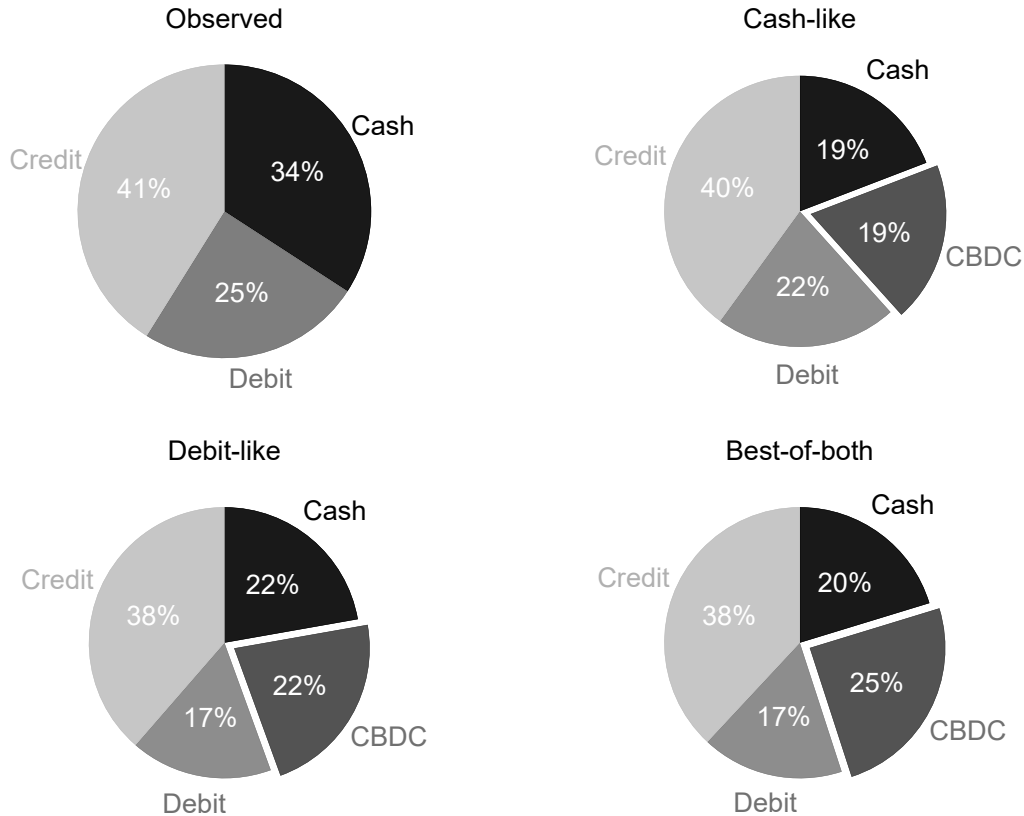 Observed
Cash
Credit
34%
41%
25%
Debit
Cash-like
Cash
19%
Credit
40%
19%
CBDC
22%
Debit
Debit-like
Cash
Credit
22%
38%
22%
17%
CBDC
Debit
Best-of-both
Cash
Credit
20%
38%
25%
17%
CBDC
Debit